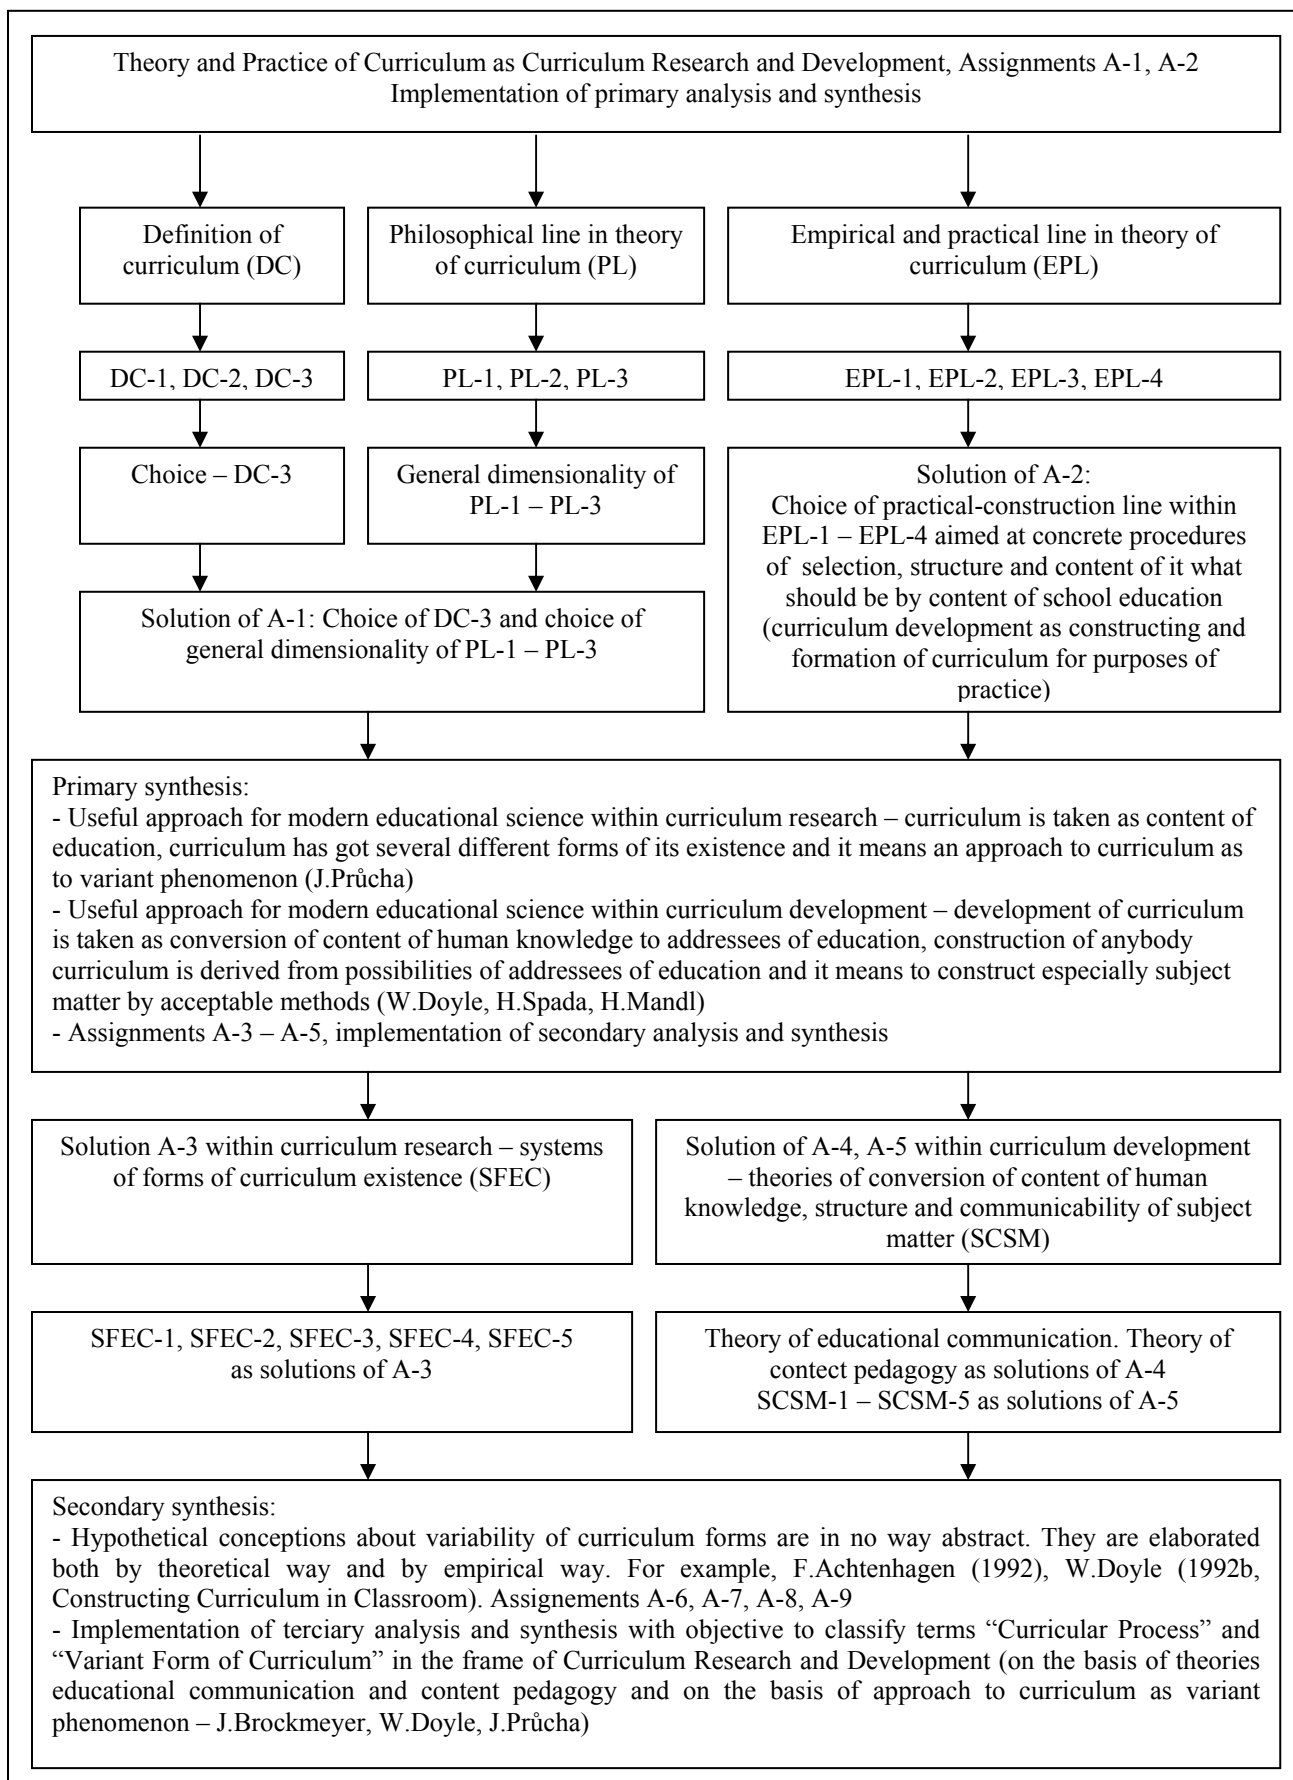 Theory and Practice of Curriculum as Curriculum Research and Development, Assignments A-1, A-2
Implementation of primary analysis and synthesis
Definition of
curriculum (DC)
Philosophical line in theory
of curriculum (PL)
Empirical and practical line in theory of
curriculum (EPL)
DC-1, DC-2, DC-3
PL-1, PL-2, PL-3
EPL-1, EPL-2, EPL-3, EPL-4
Choice – DC-3
General dimensionality of
PL-1 – PL-3
Solution of A-2:
Choice of practical-construction line within
EPL-1 – EPL-4 aimed at concrete procedures
of selection, structure and content of it what
should be by content of school education
(curriculum development as constructing and
formation of curriculum for purposes of
practice)
Solution of A-1: Choice of DC-3 and choice of
general dimensionality of PL-1 – PL-3
Primary synthesis:
- Useful approach for modern educational science within curriculum research – curriculum is taken as content of
education, curriculum has got several different forms of its existence and it means an approach to curriculum as
to variant phenomenon (J.Průcha)
- Useful approach for modern educational science within curriculum development – development of curriculum
is taken as conversion of content of human knowledge to addressees of education, construction of anybody
curriculum is derived from possibilities of addressees of education and it means to construct especially subject
matter by acceptable methods (W.Doyle, H.Spada, H.Mandl)
- Assignments A-3 – A-5, implementation of secondary analysis and synthesis
Solution A-3 within curriculum research – systems
of forms of curriculum existence (SFEC)
Solution of A-4, A-5 within curriculum development
– theories of conversion of content of human
knowledge, structure and communicability of subject
matter (SCSM)
SFEC-1, SFEC-2, SFEC-3, SFEC-4, SFEC-5
as solutions of A-3
Theory of educational communication. Theory of
contect pedagogy as solutions of A-4
SCSM-1 – SCSM-5 as solutions of A-5
Secondary synthesis:
- Hypothetical conceptions about variability of curriculum forms are in no way abstract. They are elaborated
both by theoretical way and by empirical way. For example, F.Achtenhagen (1992), W.Doyle (1992b,
Constructing Curriculum in Classroom). Assignements A-6, A-7, A-8, A-9
- Implementation of terciary analysis and synthesis with objective to classify terms “Curricular Process” and
“Variant Form of Curriculum” in the frame of Curriculum Research and Development (on the basis of theories
educational communication and content pedagogy and on the basis of approach to curriculum as variant
phenomenon – J.Brockmeyer, W.Doyle, J.Průcha)